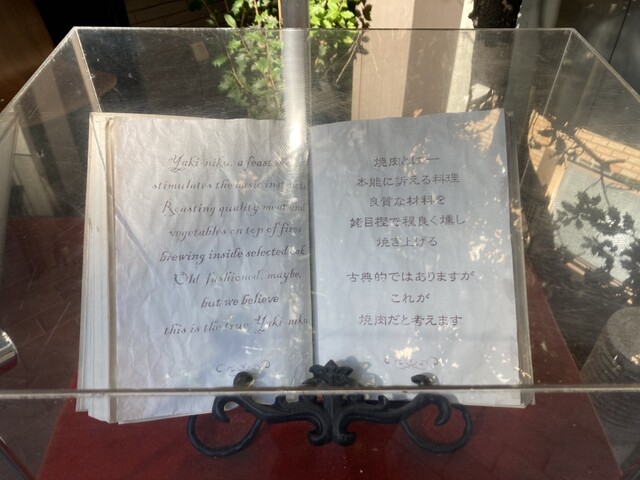 Yaki-niku, a feast
stimulates the basic
Roasting quality meat and
vegetables on top of fires
brewing inside selected oak
Old fashioned, maybe,
but we believe
this is the true Yaki-niku
焼肉とは一
本能に訴える料理
良質な材料を
姥目樫で程良く燻し
焼き上げる
古典的ではありますが
これが
焼肉だと考えます